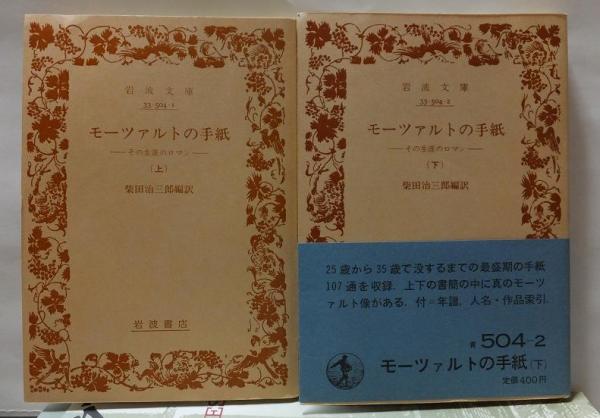 岩波文庫
33-504-1
モーツァルトの手紙
―その生涯のロマン―
(上)
柴田治三郎編訳
岩波書店
岩波文庫
33-504-2
モーツァルトの手紙
―その生涯のロマン―
(下)
柴田治三郎編訳
25歳から35歳で没するまでの最盛期の手紙
107通を収録. 上下の書簡の中に真のモーツ
ァルト像がある. 付=年譜, 人名・作品索引.
青504-2
モーツァルトの手紙(下)
定価400円